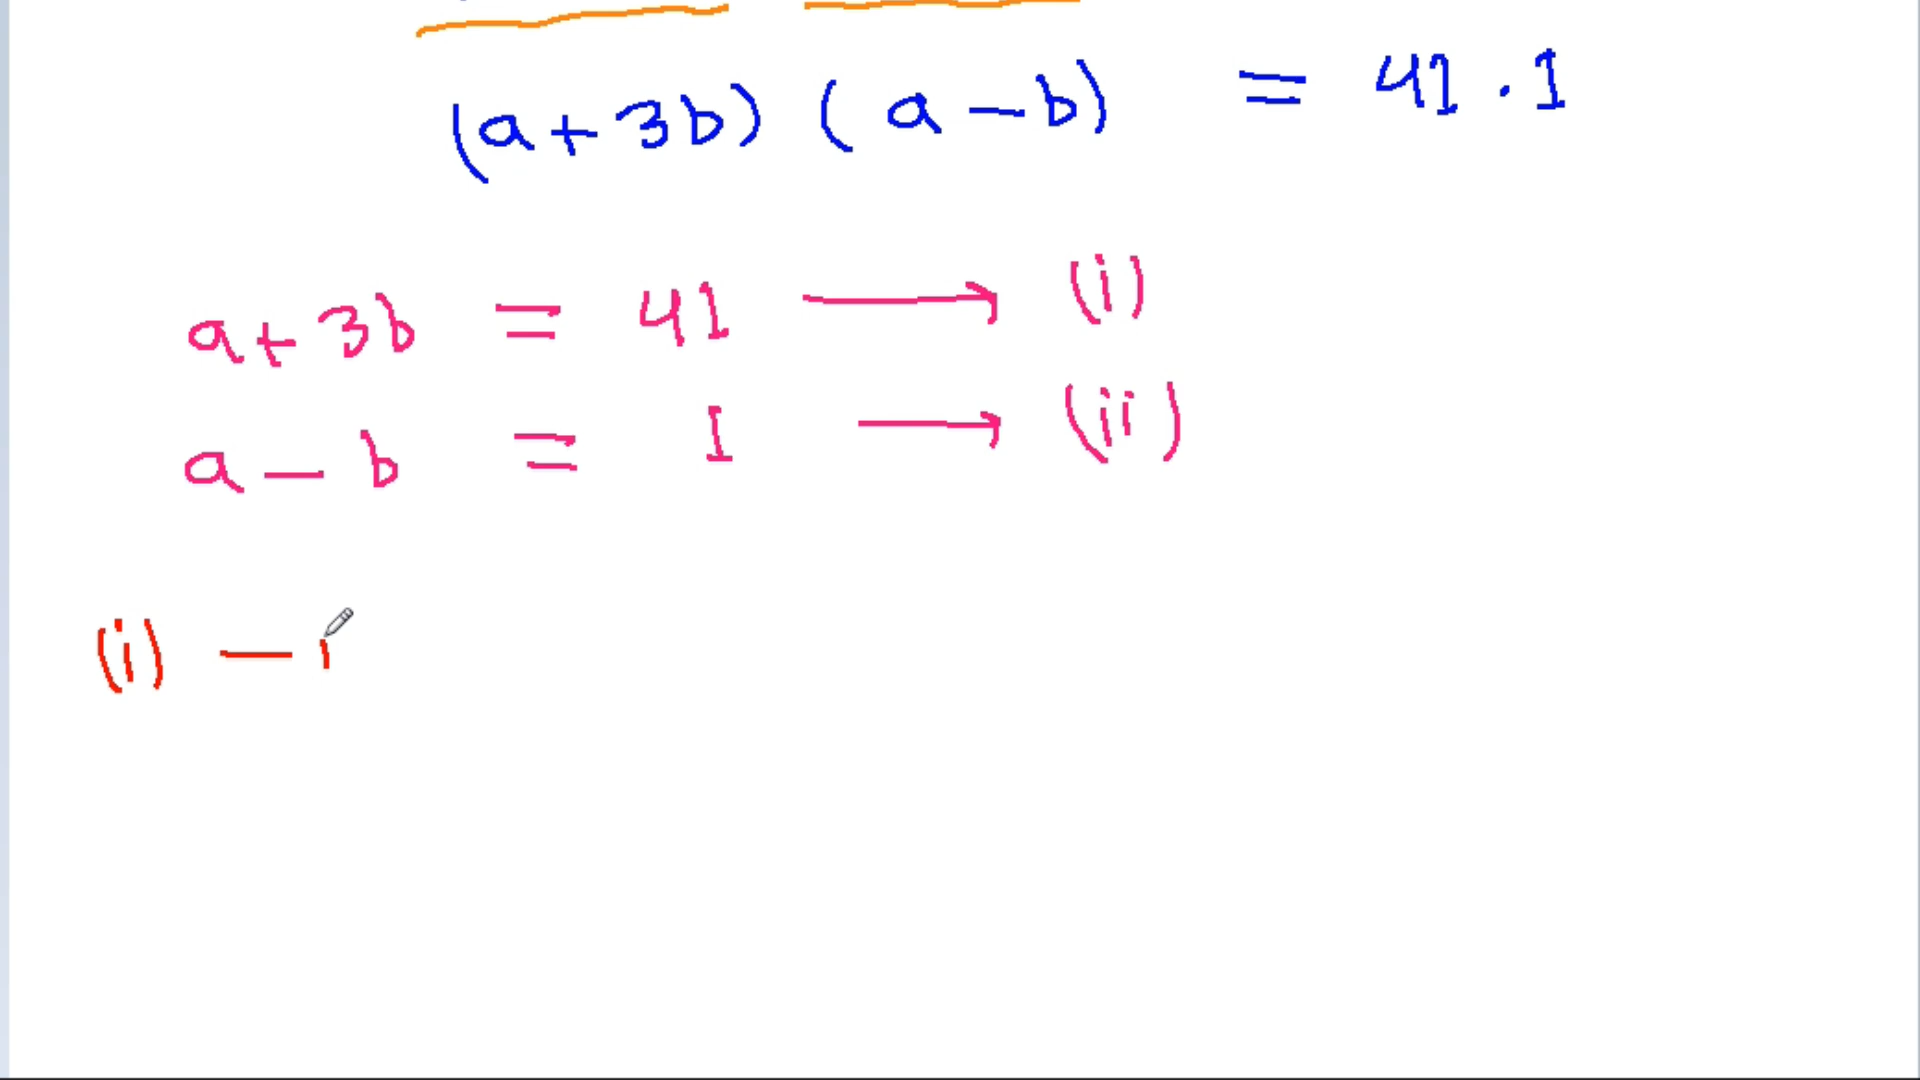 (a+3b) (a-b) = 41 . 1
a+3b = 41 ⟶ (i)
a - b = 1 ⟶ (ii)
(i) - ı